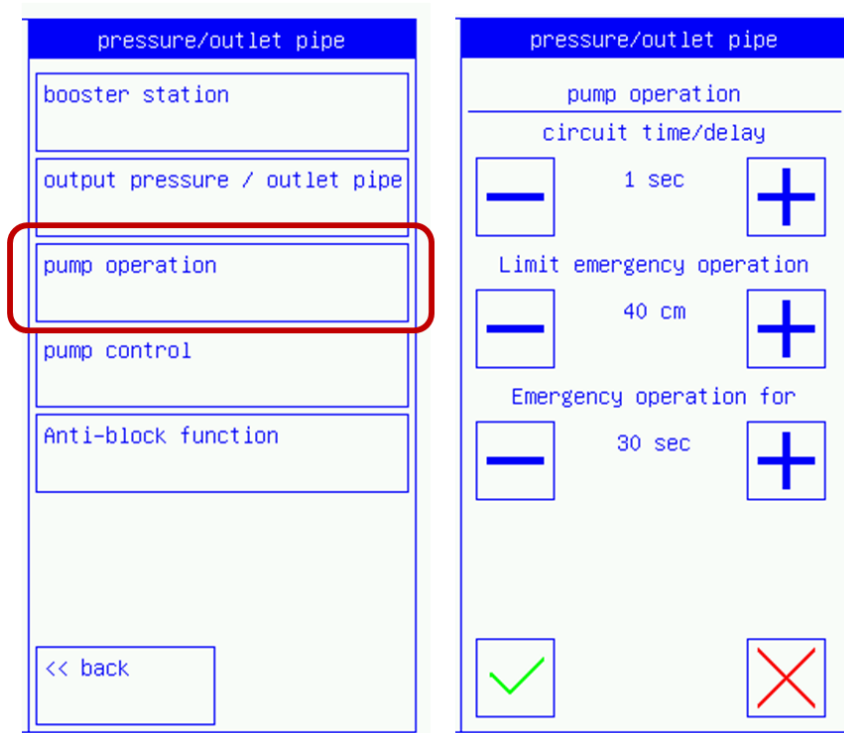 pressure/outlet pipe
booster station
output pressure / outlet pipe
pump operation
pump control
Anti-block function
<< back
pressure/outlet pipe
pump operation
circuit time/delay
1 sec
Limit emergency operation
40 cm
Emergency operation for
30 sec